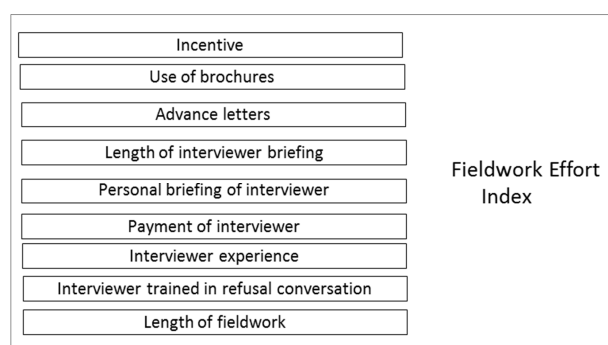 Incentive
Use of brochures
Advance letters
Length of interviewer briefing
Personal briefing of interviewer
Payment of interviewer
Interviewer experience
Interviewer trained in refusal conversation
Length of fieldwork
Fieldwork Effort
Index